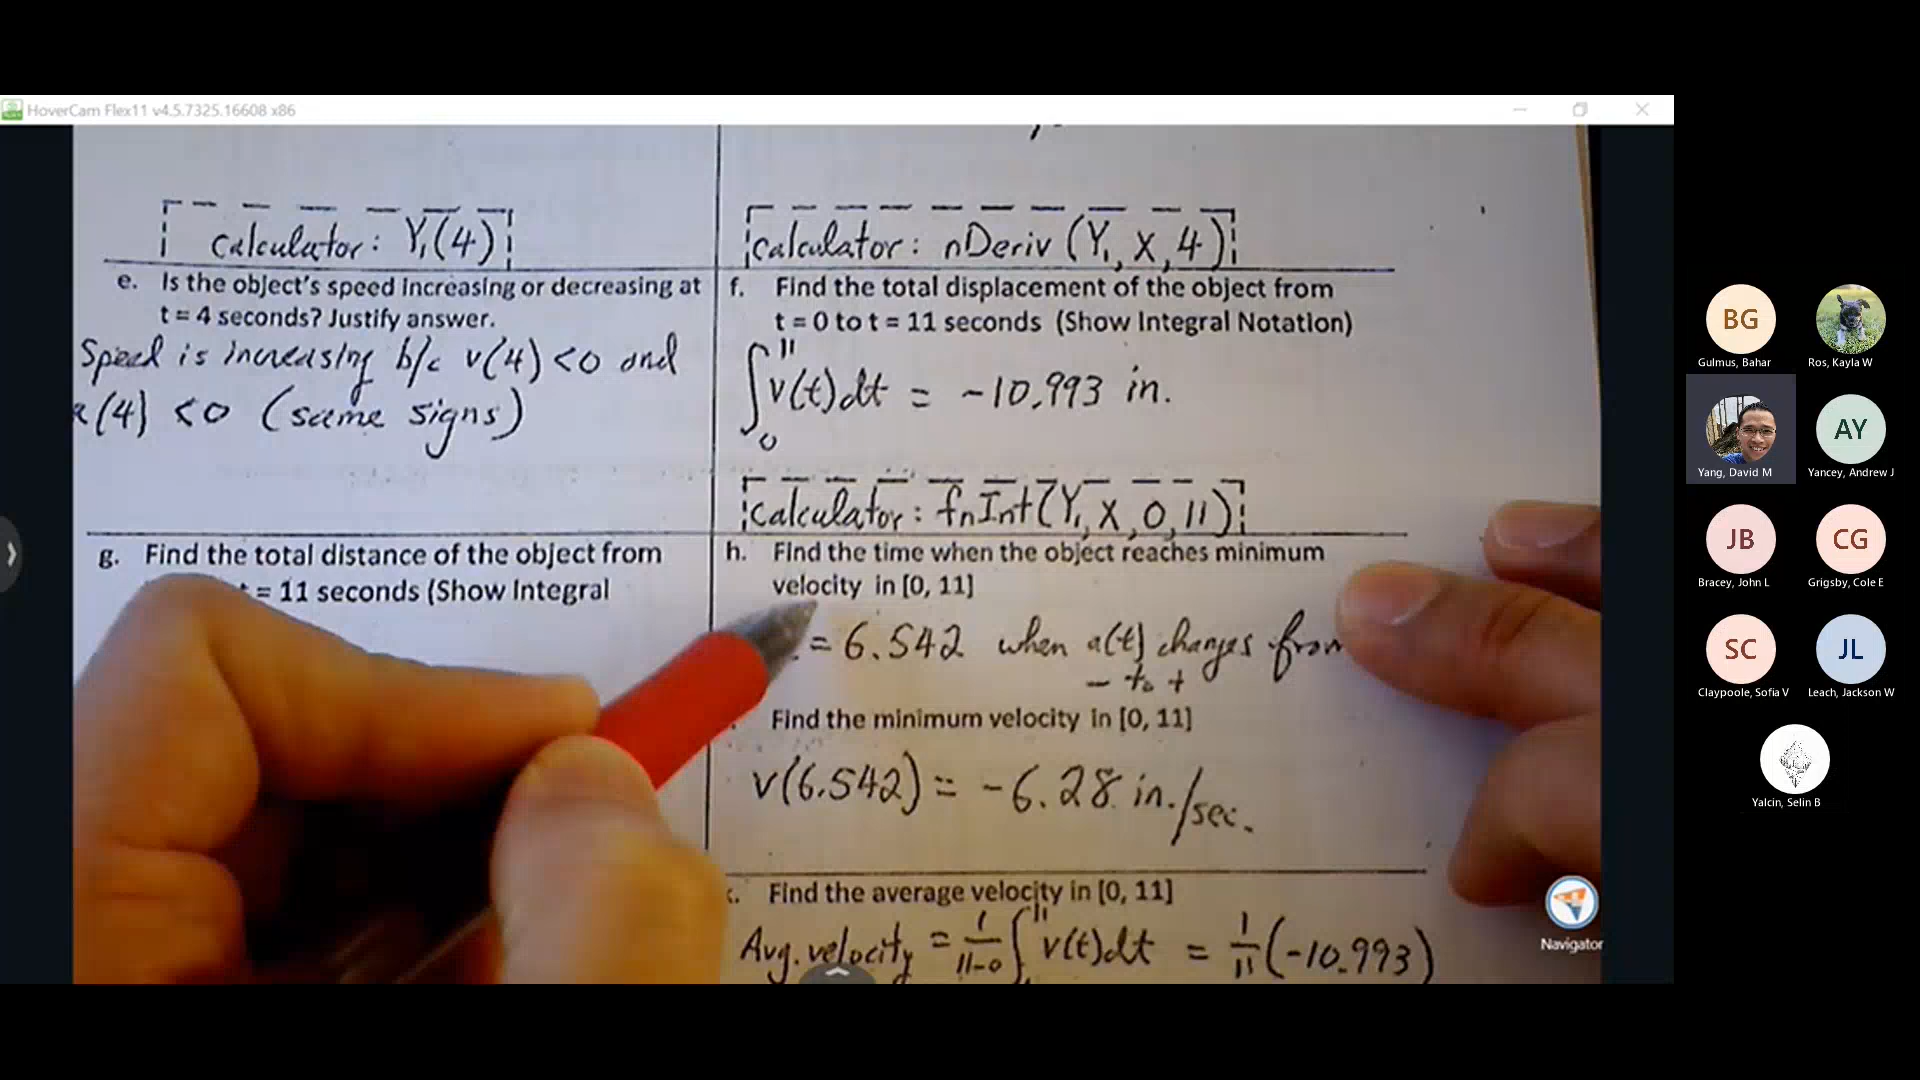 HoverCam Flex11 v4.5.7325.16608 x86
calculator: Y₁(4)
calculator: nDeriv(Y₁, X, 4)
e. Is the object's speed increasing or decreasing at
t = 4 seconds? Justify answer.
Speed is increasing b/c v(4) < 0 and
a(4) < 0 (same signs)
f. Find the total displacement of the object from
t = 0 to t = 11 seconds (Show Integral Notation)
∫₀¹¹ v(t)dt = -10.993 in.
calculator: fnInt(Y₁, X, 0, 11)
g. Find the total distance of the object from
t = 11 seconds (Show Integral
h. Find the time when the object reaches minimum
velocity in [0, 11]
= 6.542 when a(t) changes from
- to +
Find the minimum velocity in [0, 11]
v(6.542) = -6.28 in./sec.
Find the average velocity in [0, 11]
Avg. velocity = 1/(11-0) ∫¹¹ v(t)dt = 1/11 (-10.993)
Navigator
BG
Gulmus, Bahar
Ros, Kayla W
Yang, David M
AY
Yancey, Andrew J
JB
Bracey, John L
CG
Grigsby, Cole E
SC
Claypoole, Sofia V
JL
Leach, Jackson W
Yalcin, Selin B